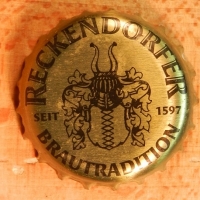 RECKENDORFER
SEIT 1597
BRAUTRADITION